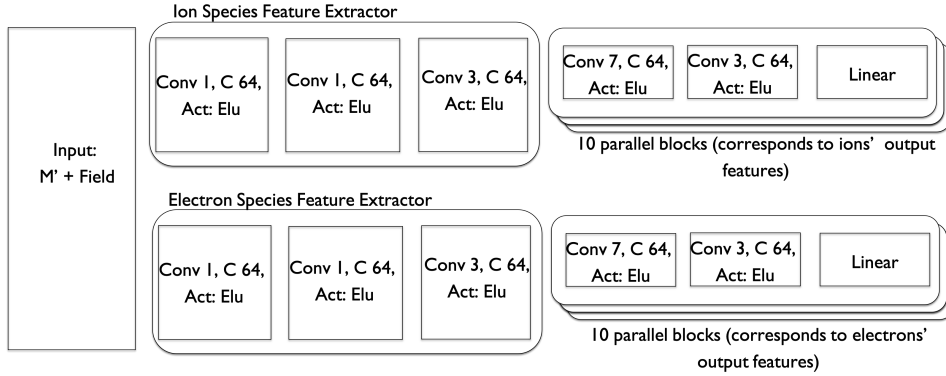 Ion Species Feature Extractor
Input:
M' + Field
Conv 1, C 64,
Act: Elu
Conv 1, C 64,
Act: Elu
Conv 3, C 64,
Act: Elu
Conv 7, C 64,
Act: Elu
Conv 3, C 64,
Act: Elu
Linear
10 parallel blocks (corresponds to ions' output
features)
Electron Species Feature Extractor
Conv 1, C 64,
Act: Elu
Conv 1, C 64,
Act: Elu
Conv 3, C 64,
Act: Elu
Conv 7, C 64,
Act: Elu
Conv 3, C 64,
Act: Elu
Linear
10 parallel blocks (corresponds to electrons'
output features)